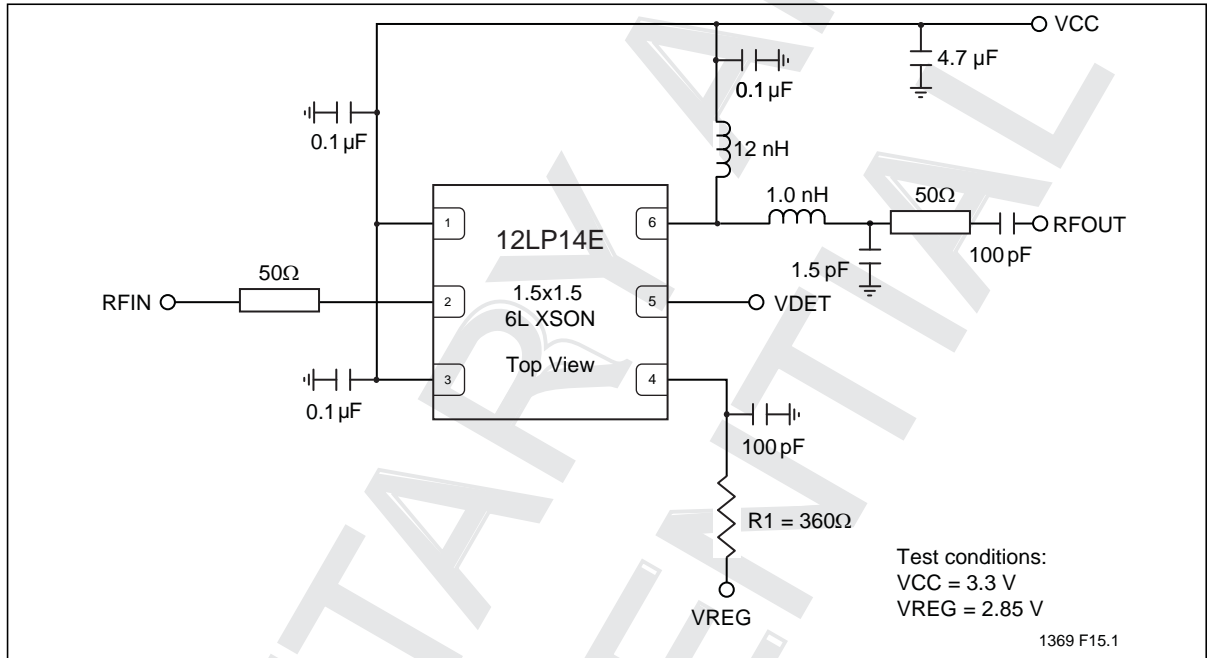 VCC
4.7 µF
0.1 µF
0.1 µF
12 nH
1.0 nH
50Ω
RFOUT
100 pF
1.5 pF
1
6
12LP14E
50Ω
RFIN
2
1.5x1.5
6L XSON
5
VDET
Top View
3
4
0.1 µF
100 pF
R1 = 360Ω
VREG
Test conditions:
VCC = 3.3 V
VREG = 2.85 V
1369 F15.1